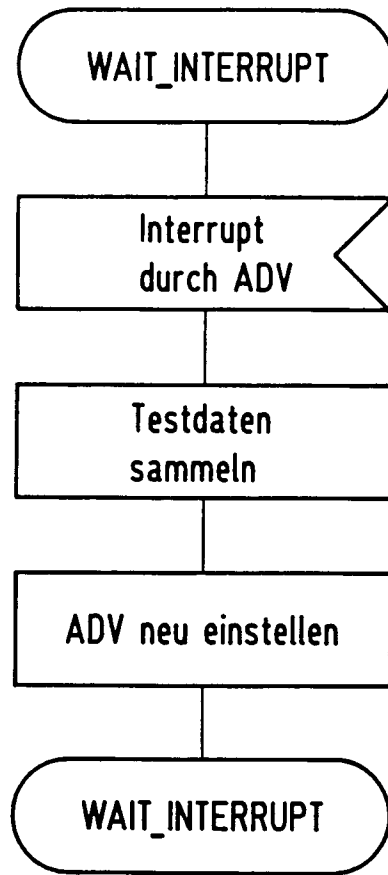 WAIT_INTERRUPT
Interrupt
durch ADV
Testdaten
sammeln
ADV neu einstellen
WAIT_INTERRUPT